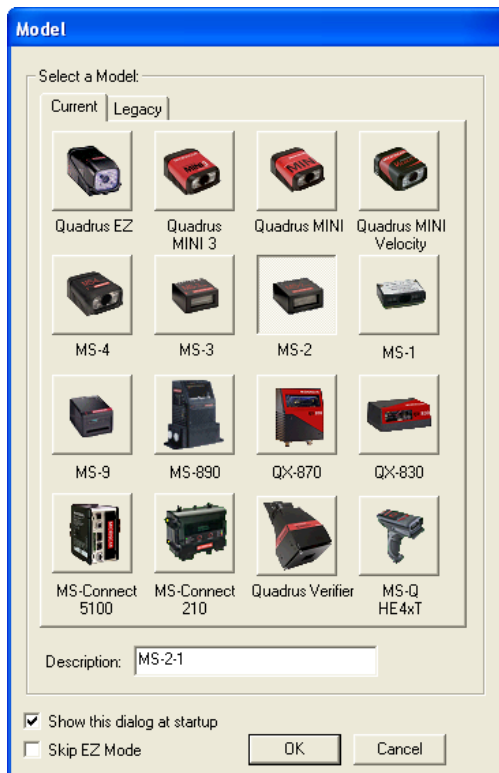 Model
Select a Model:
Current Legacy
Quadrus EZ Quadrus MINI 3 Quadrus MINI Quadrus MINI Velocity
MS-4 MS-3 MS-2 MS-1
MS-9 MS-890 QX-870 QX-830
MS-Connect 5100 MS-Connect 210 Quadrus Verifier MS-Q HE4xT
Description: MS-2-1
Show this dialog at startup
Skip EZ Mode OK Cancel